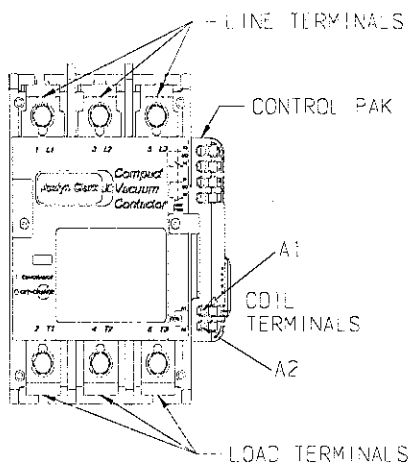 LINE TERMINALS
CONTROL PAK
1 L1 3 L2 5 L3
Joslyn Clark
Compact
Vacuum
Contactor
A1
COIL
TERMINALS
2 T1 4 T2 6 T3
A2
LOAD TERMINALS